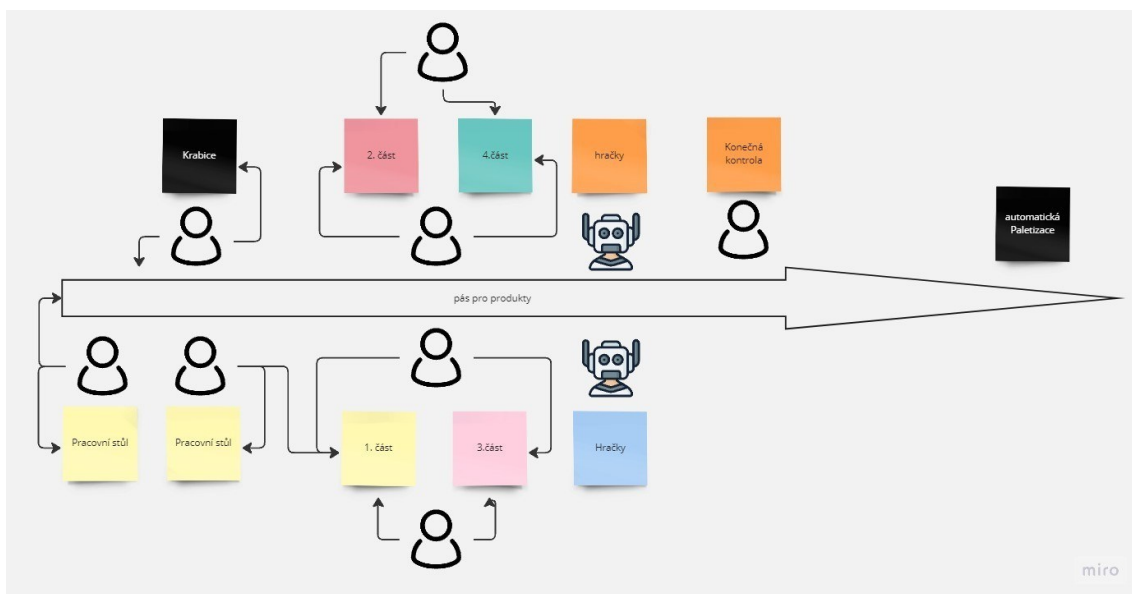 Krabice
2. část
4.část
hračky
Konečná
kontrola
automatická
Paletizace
pás pro produkty
Pracovní stůl
Pracovní stůl
1. část
3.část
Hračky
miro